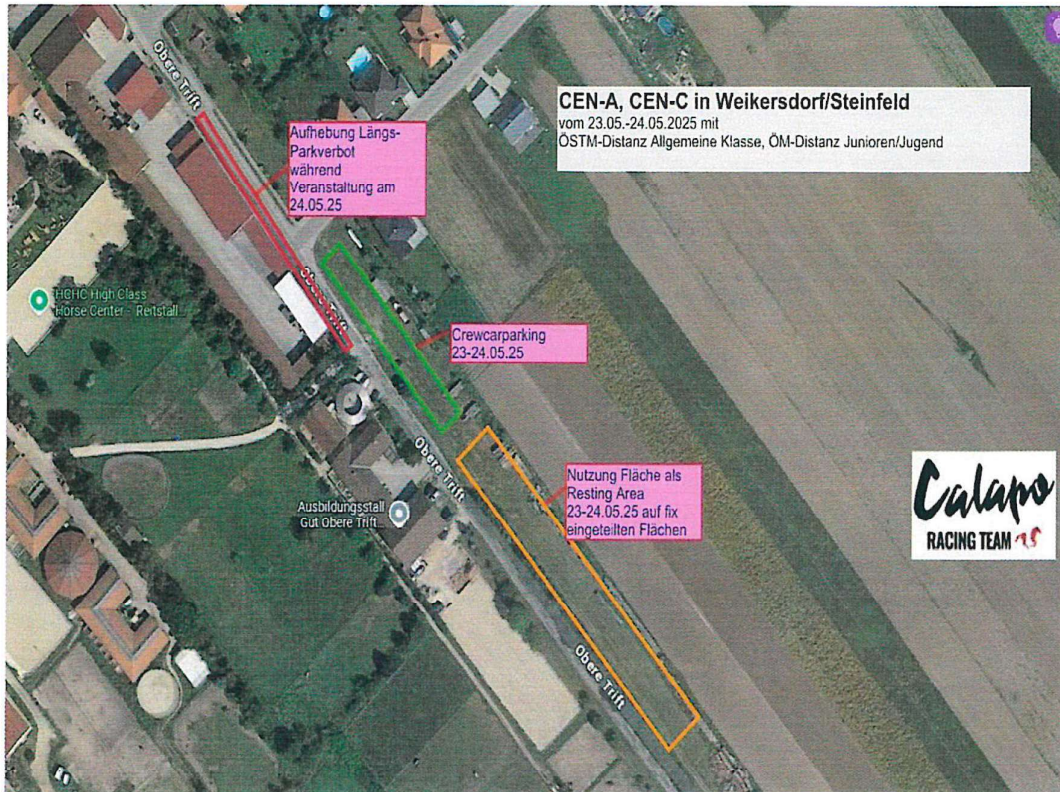 CEN-A, CEN-C in Weikersdorf/Steinfeld
vom 23.05.-24.05.2025 mit
ÖSTM-Distanz Allgemeine Klasse, ÖM-Distanz Junioren/Jugend
Obere Trift
Aufhebung Längs-
Parkverbot
während
Veranstaltung am
24.05.25
HCHC High Class
Horse Center - Reitstall
Obere Trift
Crewcarparking
23-24.05.25
Obere Trift
Nutzung Fläche als
Resting Area
23-24.05.25 auf fix
eingeteilten Flächen
Ausbildungsstall
Gut Obere Trift...
Calapo
RACING TEAM
Obere Trift